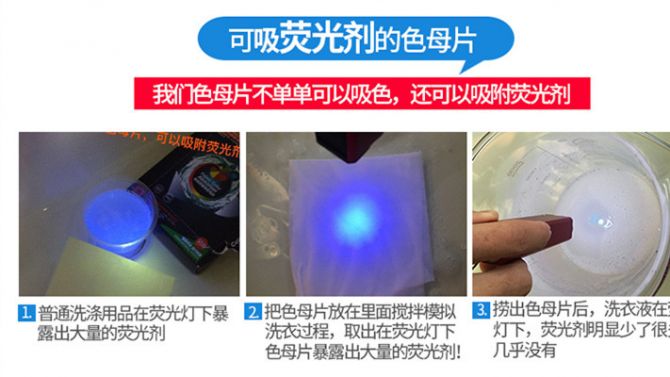 可吸荧光剂的色母片
我们色母片不单单可以吸色，还可以吸附荧光剂
母片，可以吸附荧光剂
1. 普通洗涤用品在荧光灯下暴
露出大量的荧光剂
2. 把色母片放在里面搅拌模拟
洗衣过程，取出在荧光灯下
色母片暴露出大量的荧光剂!
3. 捞出色母片后，洗衣液在
灯下，荧光剂明显少了很
几乎没有